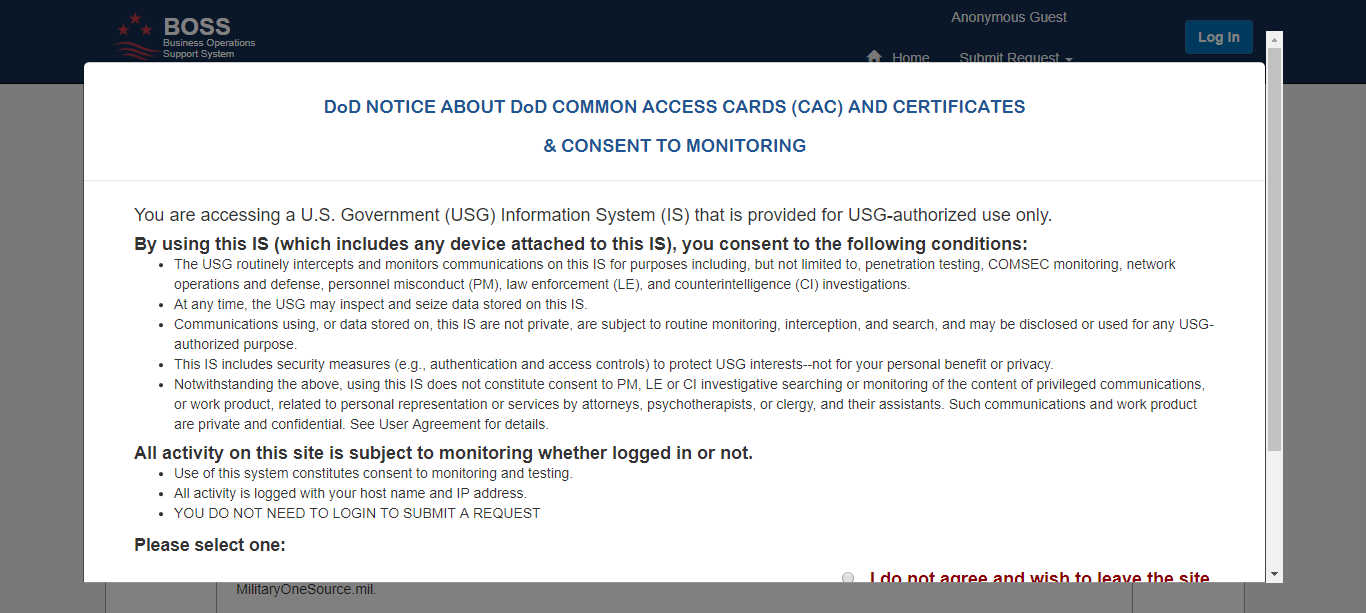 BOSS
Business Operations
Support System
Anonymous Guest
Home
Submit Request
Log In
DoD NOTICE ABOUT DoD COMMON ACCESS CARDS (CAC) AND CERTIFICATES
& CONSENT TO MONITORING
You are accessing a U.S. Government (USG) Information System (IS) that is provided for USG-authorized use only.
By using this IS (which includes any device attached to this IS), you consent to the following conditions:
The USG routinely intercepts and monitors communications on this IS for purposes including, but not limited to, penetration testing, COMSEC monitoring, network
operations and defense, personnel misconduct (PM), law enforcement (LE), and counterintelligence (CI) investigations.
At any time, the USG may inspect and seize data stored on this IS.
Communications using, or data stored on, this IS are not private, are subject to routine monitoring, interception, and search, and may be disclosed or used for any USG-
authorized purpose.
This IS includes security measures (e.g., authentication and access controls) to protect USG interests--not for your personal benefit or privacy.
Notwithstanding the above, using this IS does not constitute consent to PM, LE or CI investigative searching or monitoring of the content of privileged communications,
or work product, related to personal representation or services by attorneys, psychotherapists, or clergy, and their assistants. Such communications and work product
are private and confidential. See User Agreement for details.
All activity on this site is subject to monitoring whether logged in or not.
Use of this system constitutes consent to monitoring and testing.
All activity is logged with your host name and IP address.
YOU DO NOT NEED TO LOGIN TO SUBMIT A REQUEST
Please select one:
I do not agree and wish to leave the site
MilitaryOneSource.mil.